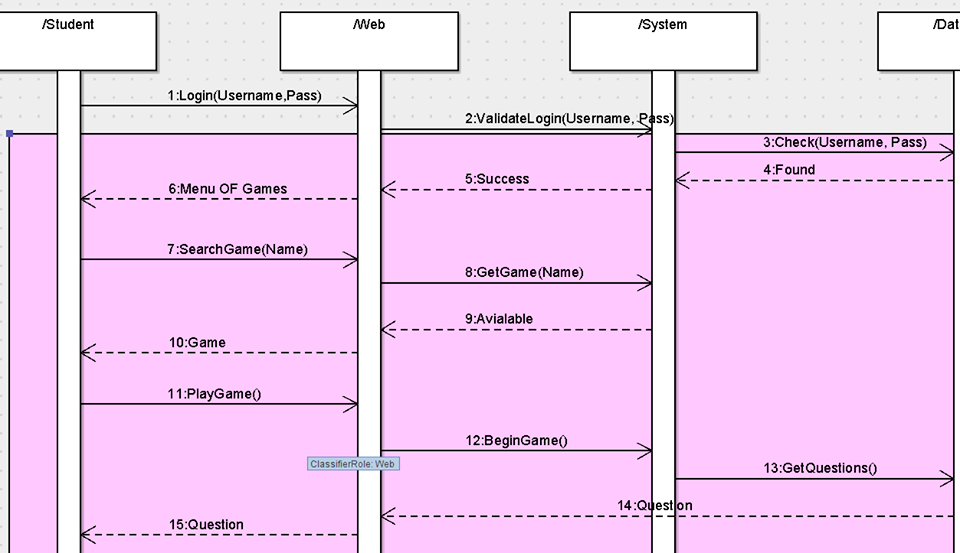 /Student
/Web
/System
/Dat
1:Login(Username,Pass)
2:ValidateLogin(Username, Pass)
3:Check(Username, Pass)
4:Found
5:Success
6:Menu OF Games
7:SearchGame(Name)
8:GetGame(Name)
9:Avialable
10:Game
11:PlayGame()
12:BeginGame()
ClassifierRole: Web
13:GetQuestions()
14:Question
15:Question